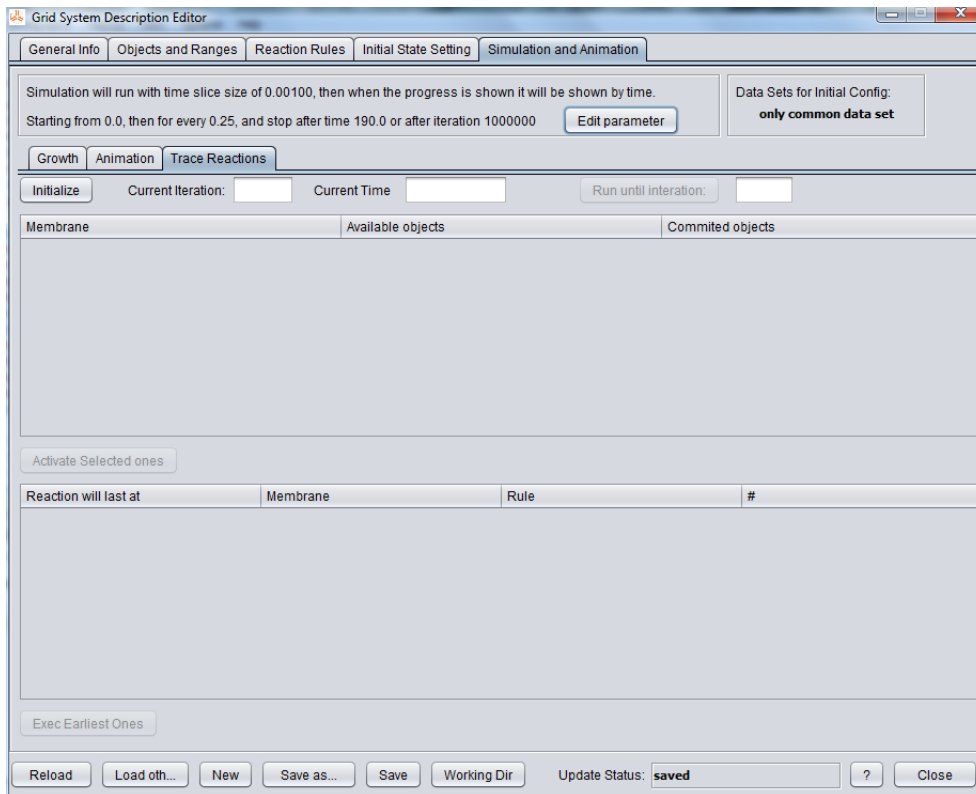 Grid System Description Editor
General Info Objects and Ranges Reaction Rules Initial State Setting Simulation and Animation
Simulation will run with time slice size of 0.00100, then when the progress is shown it will be shown by time.
Starting from 0.0, then for every 0.25, and stop after time 190.0 or after iteration 1000000 Edit parameter
Data Sets for Initial Config:
only common data set
Growth Animation Trace Reactions
Initialize Current Iteration: Current Time Run until interation:
Membrane Available objects Commited objects
Activate Selected ones
Reaction will last at Membrane Rule #
Exec Earliest Ones
Reload Load oth... New Save as... Save Working Dir Update Status: saved ? Close